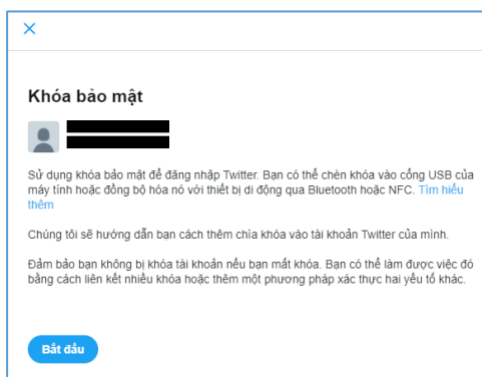 Khóa bảo mật
Sử dụng khóa bảo mật để đăng nhập Twitter. Bạn có thể chèn khóa vào cổng USB của
máy tính hoặc đồng bộ hóa nó với thiết bị di động qua Bluetooth hoặc NFC. Tìm hiểu
thêm
Chúng tôi sẽ hướng dẫn bạn cách thêm chìa khóa vào tài khoản Twitter của mình.
Đảm bảo bạn không bị khóa tài khoản nếu bạn mất khóa. Bạn có thể làm được việc đó
bằng cách liên kết nhiều khóa hoặc thêm một phương pháp xác thực hai yếu tố khác.
Bắt đầu